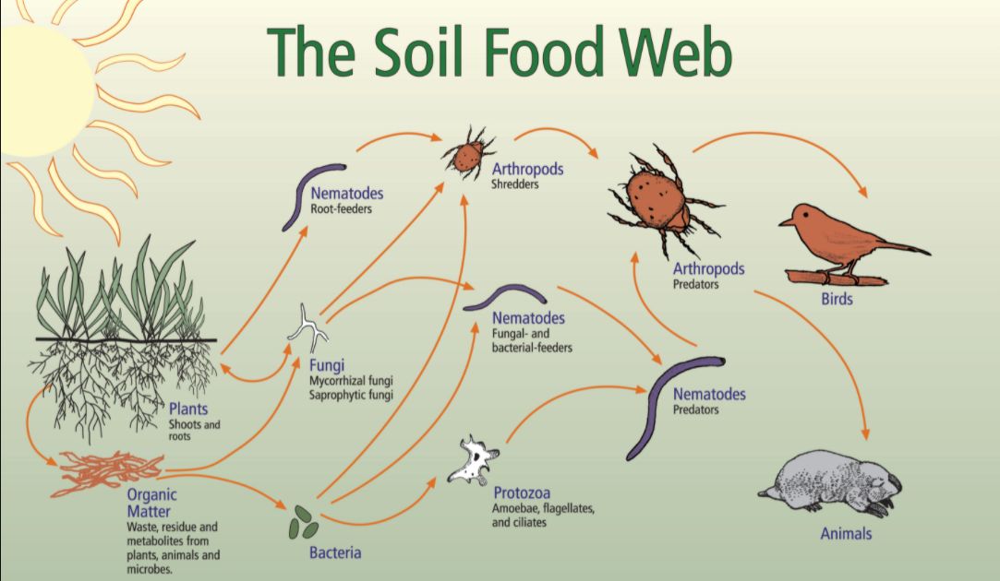 The Soil Food Web
Nematodes
Root-feeders
Arthropods
Shredders
Arthropods
Predators
Birds
Nematodes
Fungal- and
bacterial-feeders
Fungi
Mycorrhizal fungi
Saprophytic fungi
Plants
Shoots and
roots
Nematodes
Predators
Organic
Matter
Waste, residue and
metabolites from
plants, animals and
microbes.
Bacteria
Protozoa
Amoebae, flagellates,
and ciliates
Animals